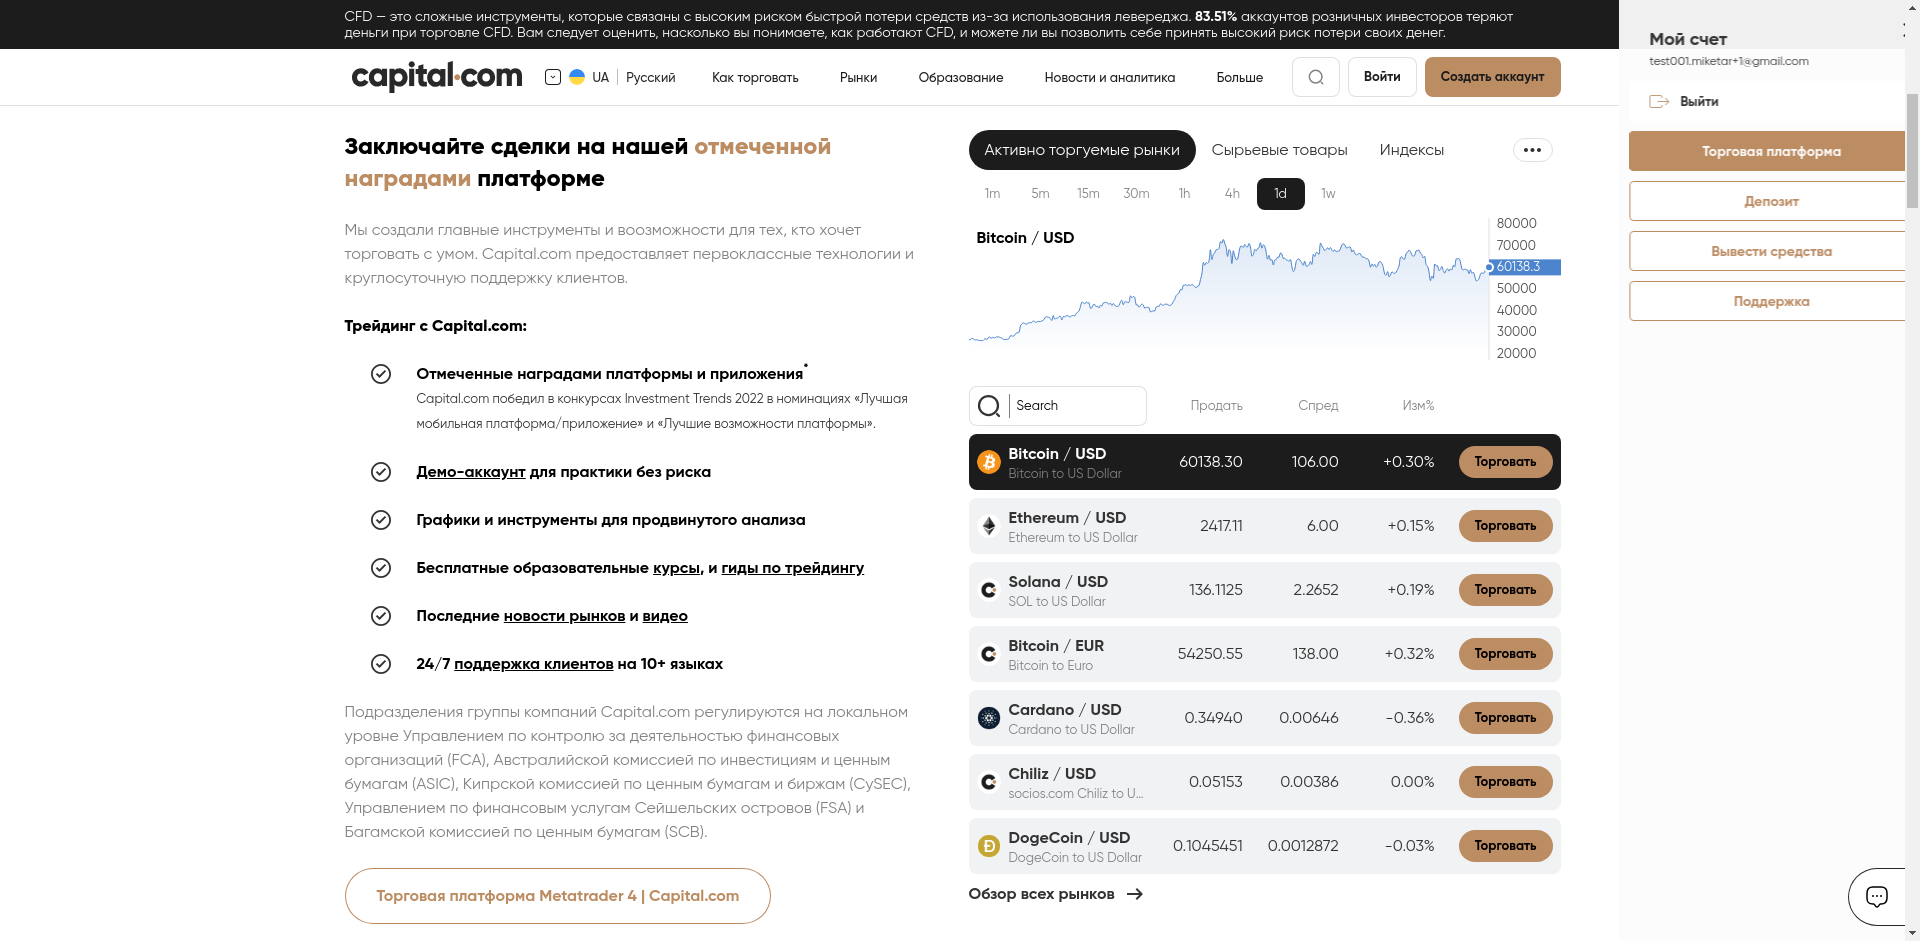 CFD — это сложные инструменты, которые связаны с высоким риском быстрой потери средств из-за использования левереджа. 83.51% аккаунтов розничных инвесторов теряют
деньги при торговле CFD. Вам следует оценить, насколько вы понимаете, как работают CFD, и можете ли вы позволить себе принять высокий риск потери своих денег.
capital.com UA Русский Как торговать Рынки Образование Новости и аналитика Больше Войти Создать аккаунт
Заключайте сделки на нашей отмеченной
наградами платформе
Мы создали главные инструменты и воозможности для тех, кто хочет
торговать с умом. Capital.com предоставляет первоклассные технологии и
круглосуточную поддержку клиентов.
Трейдинг с Capital.com:
Отмеченные наградами платформы и приложения*
Capital.com победил в конкурсах Investment Trends 2022 в номинациях «Лучшая
мобильная платформа/приложение» и «Лучшие возможности платформы».
Демо-аккаунт для практики без риска
Графики и инструменты для продвинутого анализа
Бесплатные образовательные курсы, и гиды по трейдингу
Последние новости рынков и видео
24/7 поддержка клиентов на 10+ языках
Подразделения группы компаний Capital.com регулируются на локальном
уровне Управлением по контролю за деятельностью финансовых
организаций (FCA), Австралийской комиссией по инвестициям и ценным
бумагам (ASIC), Кипрской комиссией по ценным бумагам и биржам (CySEC),
Управлением по финансовым услугам Сейшельских островов (FSA) и
Багамской комиссией по ценным бумагам (SCB).
Торговая платформа Metatrader 4 | Capital.com
Активно торгуемые рынки Сырьевые товары Индексы
1m 5m 15m 30m 1h 4h 1d 1w
Bitcoin / USD
80000
70000
60138.3
50000
40000
30000
20000
Search Продать Спред Изм%
Bitcoin / USD 60138.30 106.00 +0.30% Торговать
Bitcoin to US Dollar
Ethereum / USD 2417.11 6.00 +0.15% Торговать
Ethereum to US Dollar
Solana / USD 136.1125 2.2652 +0.19% Торговать
SOL to US Dollar
Bitcoin / EUR 54250.55 138.00 +0.32% Торговать
Bitcoin to Euro
Cardano / USD 0.34940 0.00646 -0.36% Торговать
Cardano to US Dollar
Chiliz / USD 0.05153 0.00386 0.00% Торговать
socios.com Chiliz to U...
DogeCoin / USD 0.1045451 0.0012872 -0.03% Торговать
DogeCoin to US Dollar
Обзор всех рынков
Мой счет
test001.miketar+1@gmail.com
Выйти
Торговая платформа
Депозит
Вывести средства
Поддержка